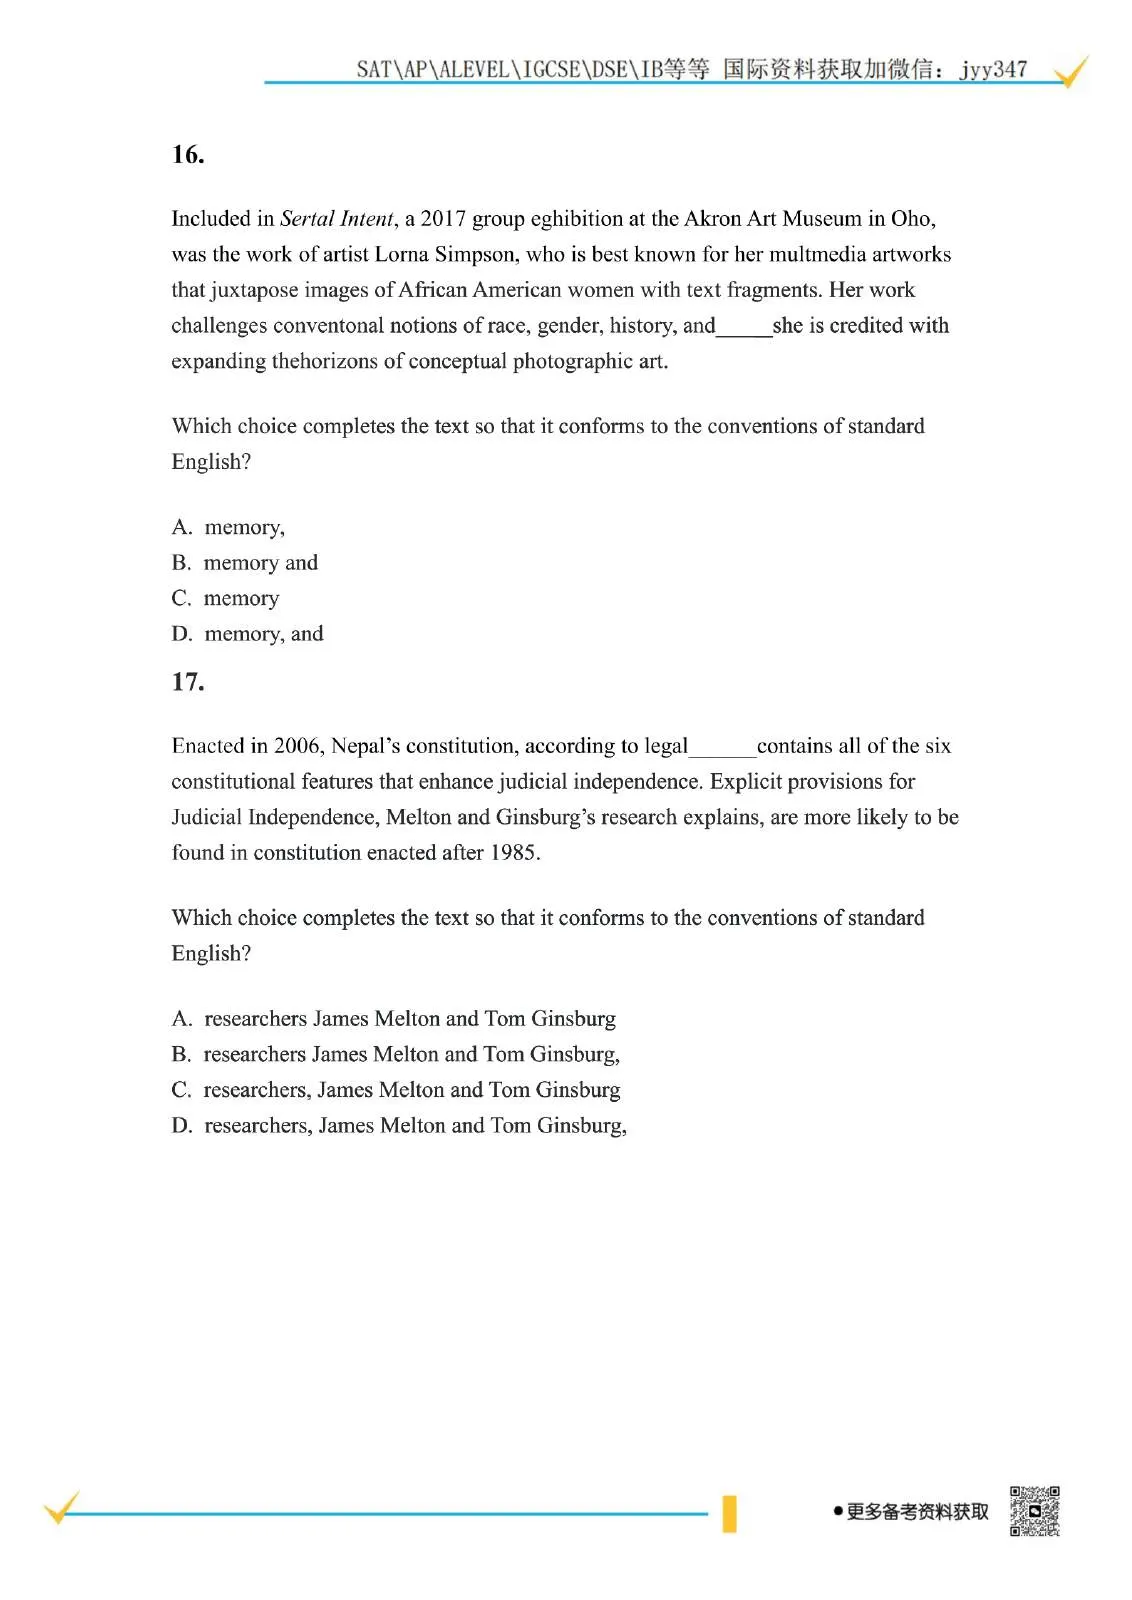 SAT\AP\ALEVEL\IGCSE\DSE\IB等等 国际资料获取加微信：jyy347
16.
Included in Sertal Intent, a 2017 group eghibition at the Akron Art Museum in Oho,
was the work of artist Lorna Simpson, who is best known for her multmedia artworks
that juxtapose images of African American women with text fragments. Her work
challenges conventonal notions of race, gender, history, and_____she is credited with
expanding thehorizons of conceptual photographic art.
Which choice completes the text so that it conforms to the conventions of standard
English?
A. memory,
B. memory and
C. memory
D. memory, and
17.
Enacted in 2006, Nepal’s constitution, according to legal______contains all of the six
constitutional features that enhance judicial independence. Explicit provisions for
Judicial Independence, Melton and Ginsburg’s research explains, are more likely to be
found in constitution enacted after 1985.
Which choice completes the text so that it conforms to the conventions of standard
English?
A. researchers James Melton and Tom Ginsburg
B. researchers James Melton and Tom Ginsburg,
C. researchers, James Melton and Tom Ginsburg
D. researchers, James Melton and Tom Ginsburg,
●更多备考资料获取